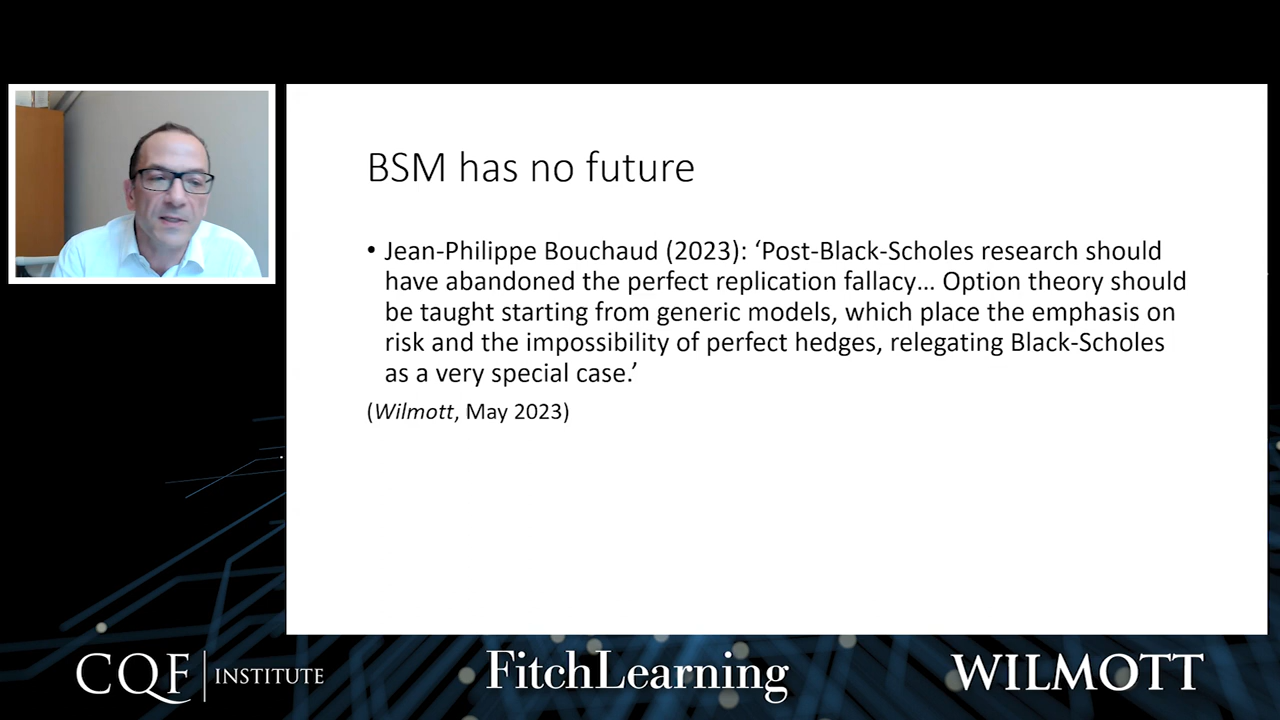 BSM has no future
• Jean-Philippe Bouchaud (2023): ‘Post-Black-Scholes research should
have abandoned the perfect replication fallacy... Option theory should
be taught starting from generic models, which place the emphasis on
risk and the impossibility of perfect hedges, relegating Black-Scholes
as a very special case.’
(Wilmott, May 2023)
CQF INSTITUTE
FitchLearning
WILMOTT